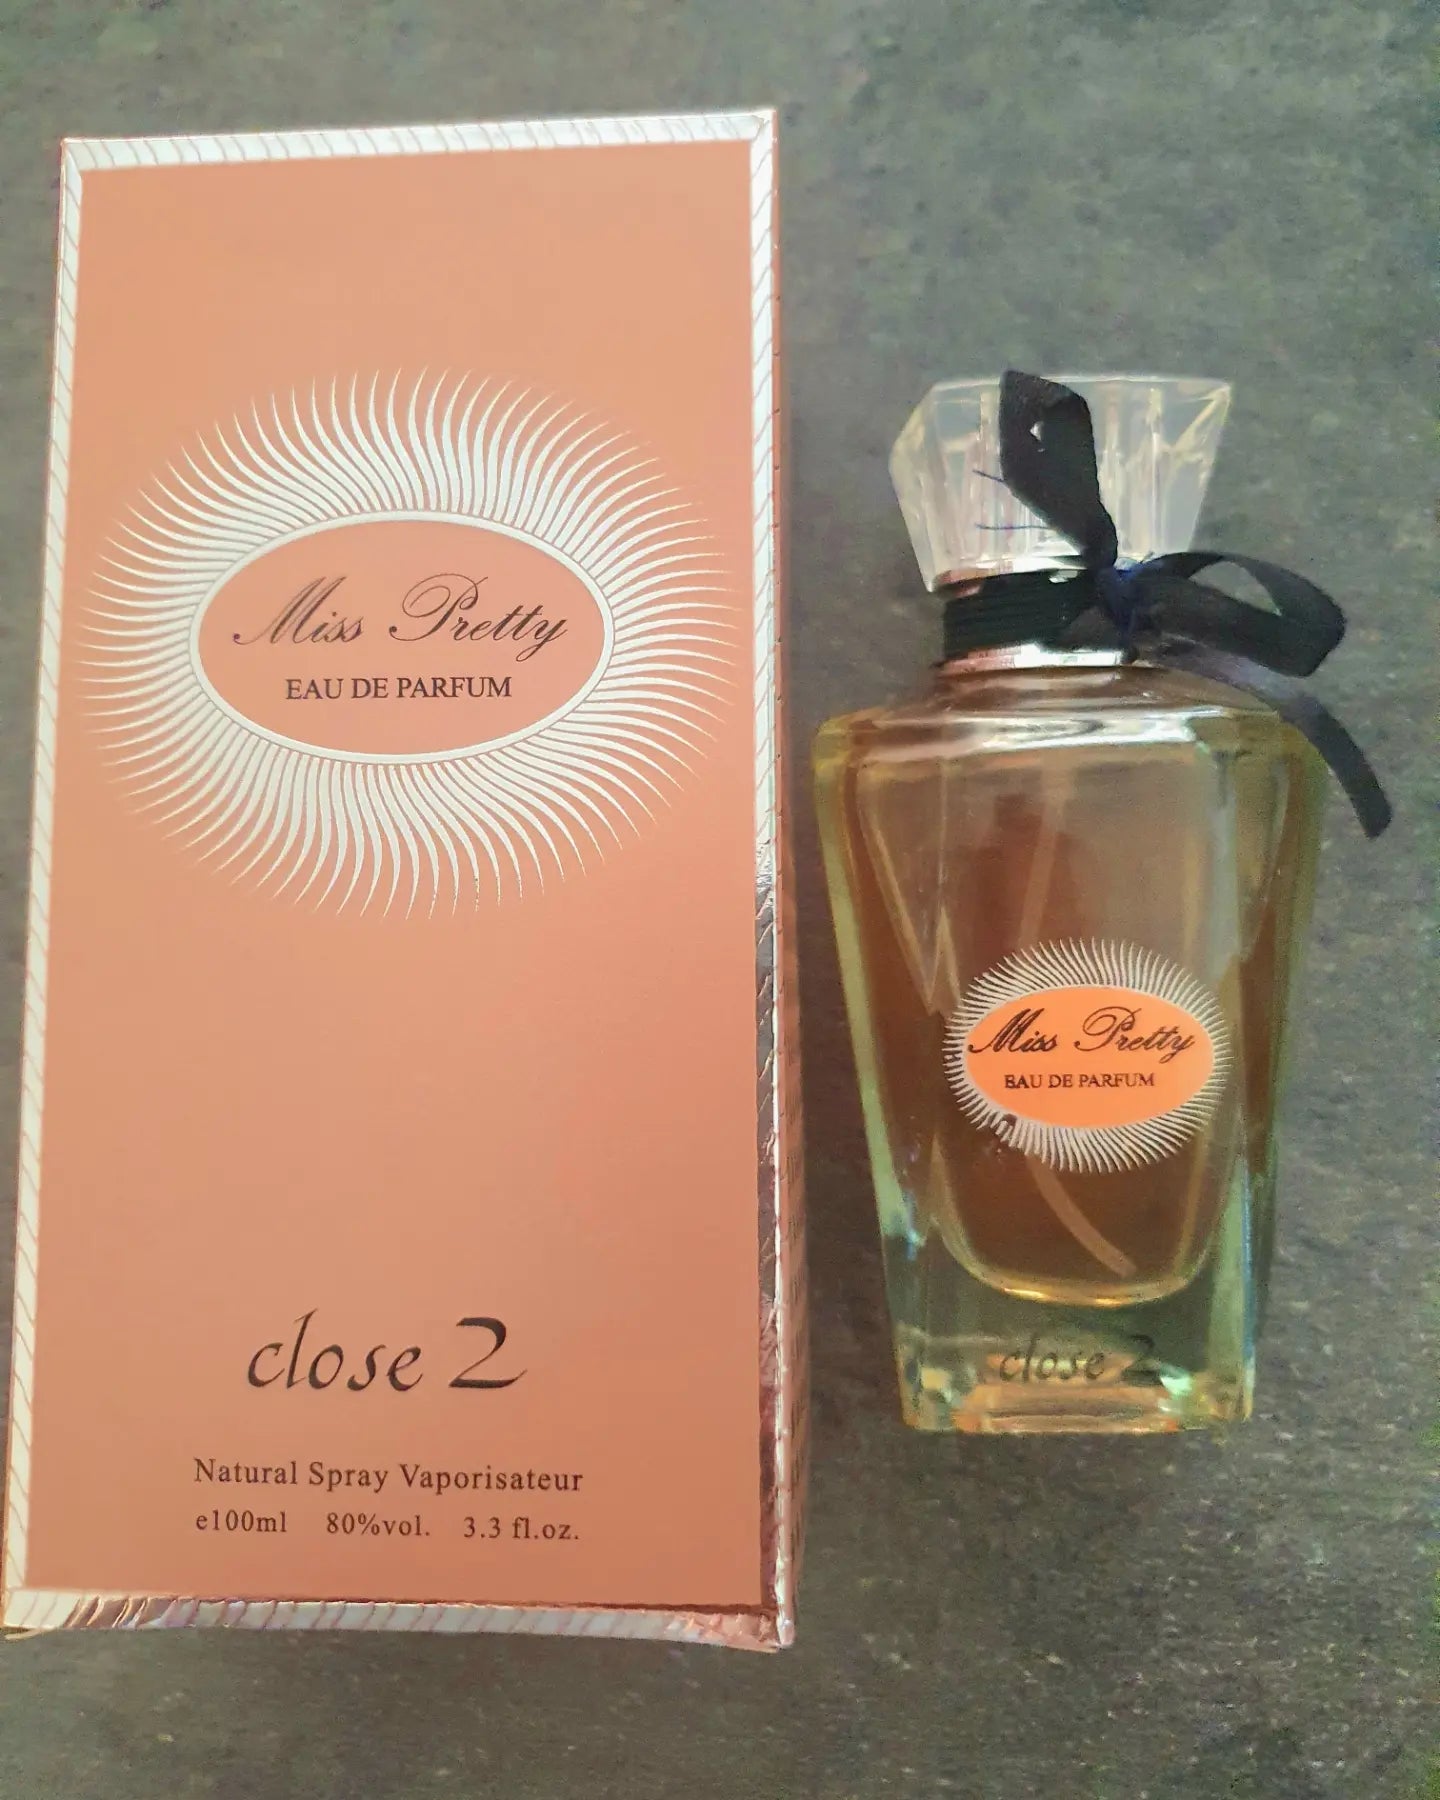 Miss Pretty
EAU DE PARFUM
close 2
Natural Spray Vaporisateur
e100ml 80%vol. 3.3 fl.oz.
Miss Pretty
EAU DE PARFUM
close 2